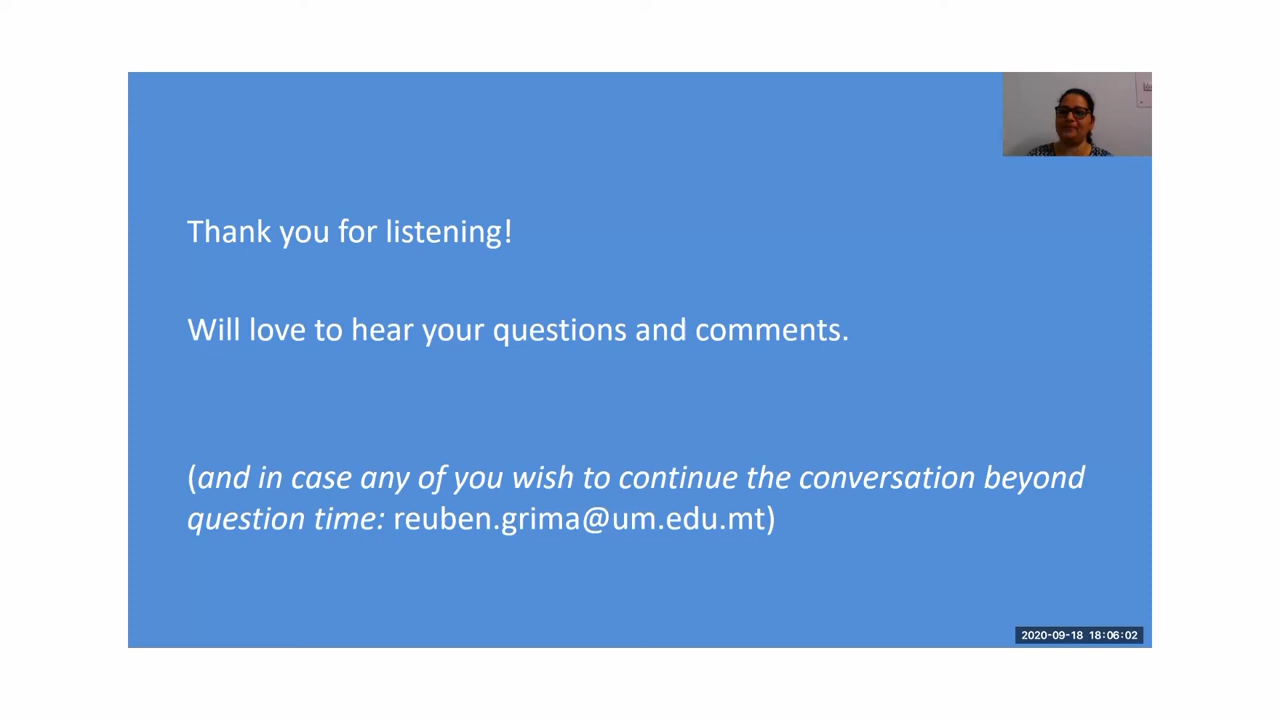 Thank you for listening!
Will love to hear your questions and comments.
(and in case any of you wish to continue the conversation beyond
question time: reuben.grima@um.edu.mt)
2020-09-18 18:06:02